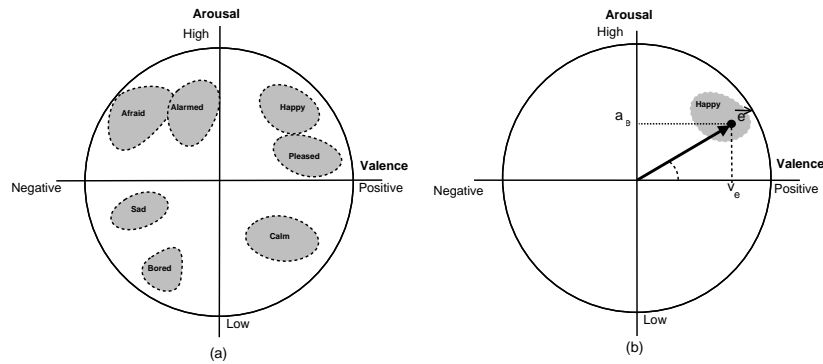 Arousal
High
Afraid
Alarmed
Happy
Pleased
Valence
Negative
Positive
Sad
Calm
Bored
Low
(a)
Arousal
High
Happy
e
a e
Valence
Negative
v e
Positive
Low
(b)